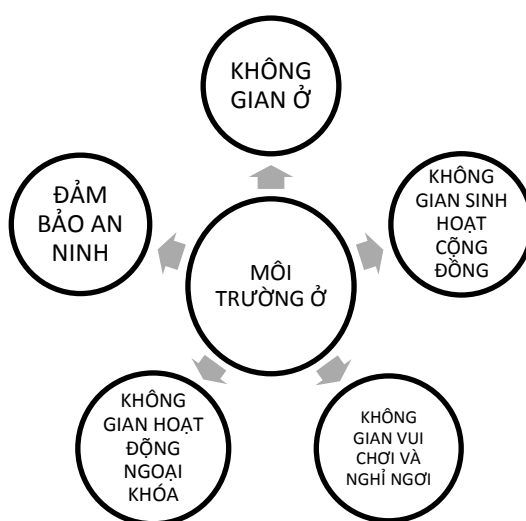 KHÔNG
GIAN Ở
ĐẢM
BẢO AN
NINH
KHÔNG
GIAN SINH
HOẠT
CỘNG
ĐỒNG
MÔI
TRƯỜNG Ở
KHÔNG
GIAN HOẠT
ĐỘNG
NGOẠI
KHÓA
KHÔNG
GIAN VUI
CHƠI VÀ
NGHỈ NGƠI